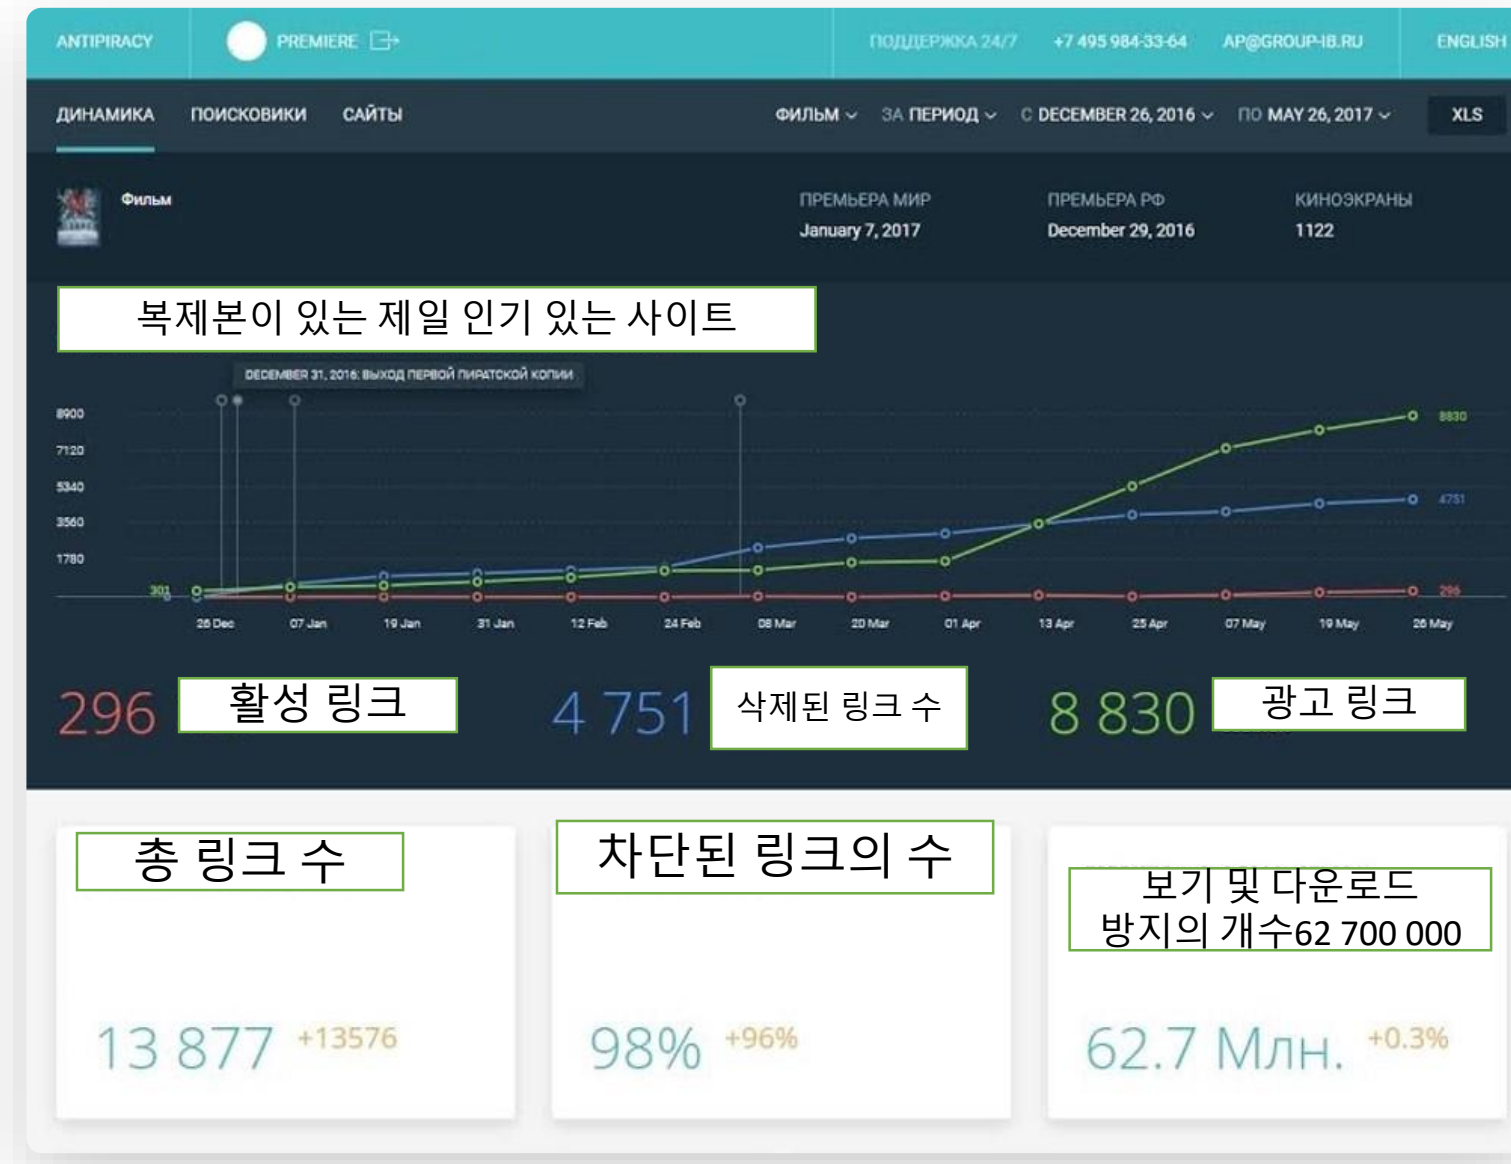 ANTIPIRACY PREMIERE ПОДДЕРЖКА 24/7 +7 495 984-33-64 AP@GROUP-IB.RU ENGLISH
ДИНАМИКА ПОИСКОВИКИ САЙТЫ ФИЛЬМ ЗА ПЕРИОД С DECEMBER 26, 2016 ПО MAY 26, 2017 XLS
Фильм ПРЕМЬЕРА МИР ПРЕМЬЕРА РФ КИНОЭКРАНЫ
January 7, 2017 December 29, 2016 1122
복제본이 있는 제일 인기 있는 사이트
DECEMBER 31, 2016: ВЫХОД ПЕРВОЙ ПИРАТСКОЙ КОПИИ
8900
8830
7120
5340
4751
3560
1780
301
296
26 Dec 07 Jan 19 Jan 31 Jan 12 Feb 24 Feb 08 Mar 20 Mar 01 Apr 13 Apr 25 Apr 07 May 19 May 26 May
296 활성 링크 4 751 삭제된 링크 수 8 830 광고 링크
총 링크 수
13 877 +13576
차단된 링크의 수
98% +96%
보기 및 다운로드
방지의 개수62 700 000
62.7 Млн. +0.3%